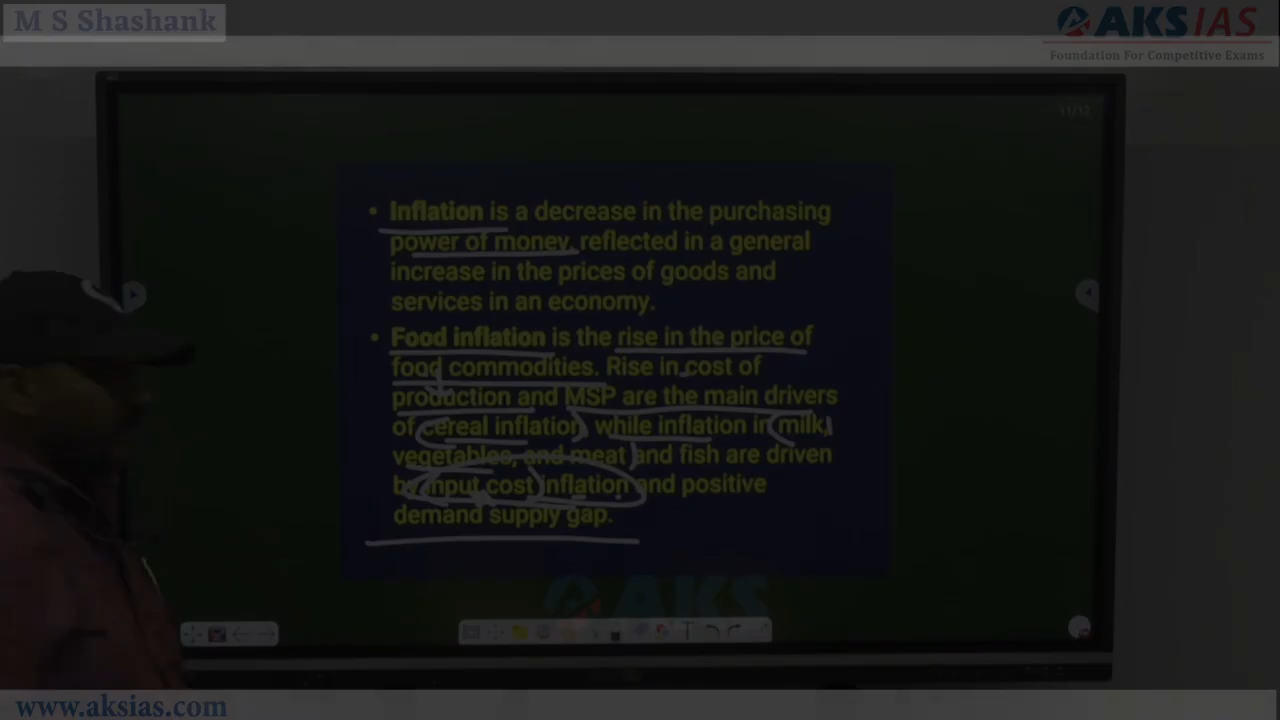 M S Shashank
AKSIAS
Foundation For Competitive Exams
11/12
• Inflation is a decrease in the purchasing
power of money, reflected in a general
increase in the prices of goods and
services in an economy.
• Food inflation is the rise in the price of
food commodities. Rise in cost of
production and MSP are the main drivers
of cereal inflation, while inflation in milk,
vegetables, and meat and fish are driven
by input cost inflation and positive
demand supply gap.
AKS
www.aksias.com